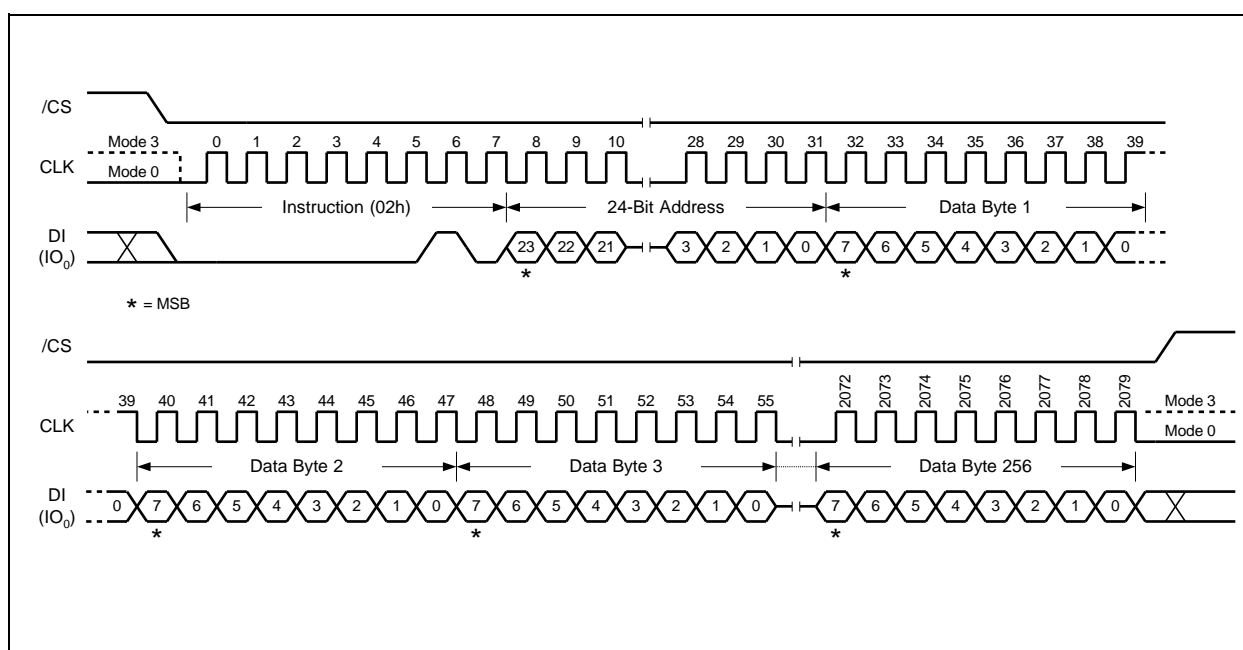 /CS
Mode 3 0 1 2 3 4 5 6 7 8 9 10 28 29 30 31 32 33 34 35 36 37 38 39
CLK
Mode 0
Instruction (02h) 24-Bit Address Data Byte 1
DI
(IO0) 23 22 21 3 2 1 0 7 6 5 4 3 2 1 0
* *
* = MSB
/CS
39 40 41 42 43 44 45 46 47 48 49 50 51 52 53 54 55 2072 2073 2074 2075 2076 2077 2078 2079 Mode 3
CLK
Mode 0
Data Byte 2 Data Byte 3 Data Byte 256
DI
(IO0) 0 7 6 5 4 3 2 1 0 7 6 5 4 3 2 1 0 7 6 5 4 3 2 1 0
* * *